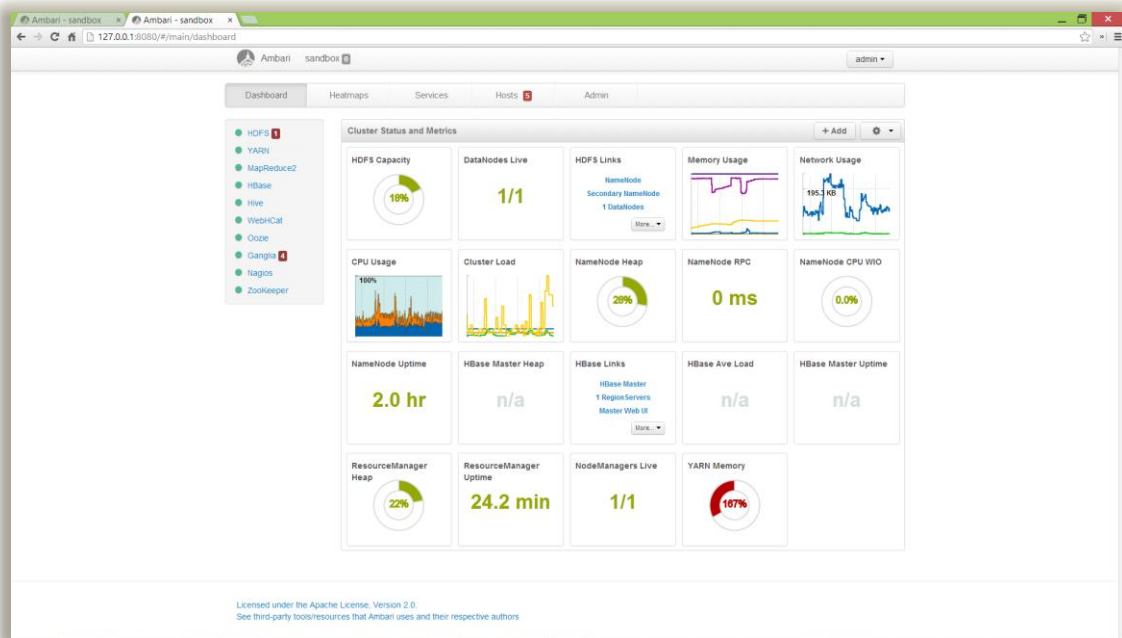 Ambari - sandbox
Ambari - sandbox
127.0.0.1:8080/#/main/dashboard
Ambari sandbox 0
admin
Dashboard Heatmaps Services Hosts 5 Admin
HDFS 1
YARN
MapReduce2
HBase
Hive
WebHCat
Oozie
Ganglia 4
Nagios
ZooKeeper
Cluster Status and Metrics
+ Add
HDFS Capacity
DataNodes Live
HDFS Links
Memory Usage
Network Usage
18%
1/1
NameNode
Secondary NameNode
1 DataNodes
More...
195.3 KB
CPU Usage
Cluster Load
NameNode Heap
NameNode RPC
NameNode CPU WIO
100%
26%
0 ms
0.0%
NameNode Uptime
HBase Master Heap
HBase Links
HBase Ave Load
HBase Master Uptime
2.0 hr
n/a
HBase Master
1 RegionServers
Master Web UI
More...
n/a
n/a
ResourceManager
Heap
ResourceManager
Uptime
NodeManagers Live
YARN Memory
22%
24.2 min
1/1
167%
Licensed under the Apache License, Version 2.0.
See third-party tools/resources that Ambari uses and their respective authors